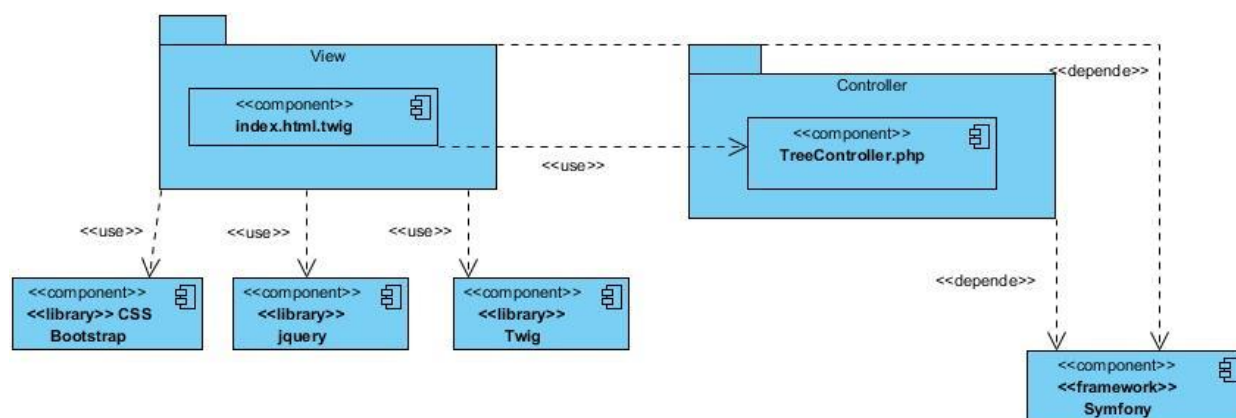 View
<<component>>
index.html.twig
<<depende>>
Controller
<<component>>
TreeController.php
<<use>>
<<use>>
<<use>>
<<use>>
<<depende>>
<<component>>
<<library>> CSS
Bootstrap
<<component>>
<<library>>
jquery
<<component>>
<<library>>
Twig
<<component>>
<<framework>>
Symfony